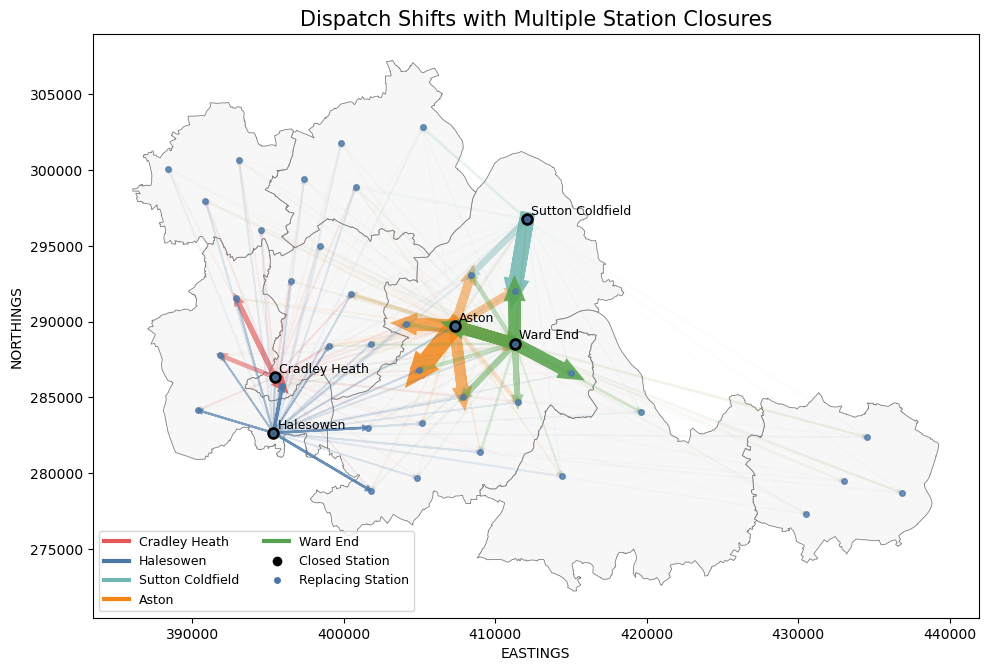 Dispatch Shifts with Multiple Station Closures
305000
300000
295000
290000
285000
280000
275000
NORTHINGS
Sutton Coldfield
Aston
Ward End
Cradley Heath
Halesowen
Cradley Heath
Halesowen
Sutton Coldfield
Aston
Ward End
Closed Station
Replacing Station
390000 400000 410000 420000 430000 440000
EASTINGS